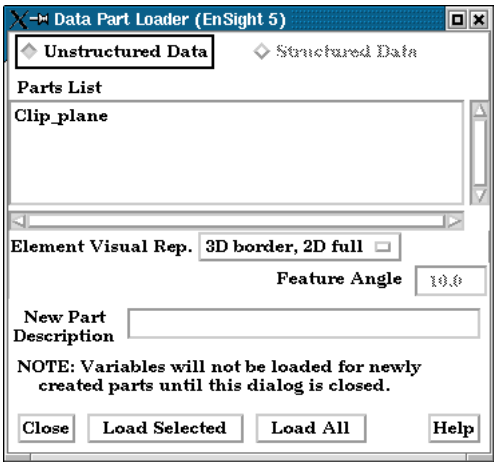 Data Part Loader (EnSight 5)
Unstructured Data Structured Data
Parts List
Clip_plane
Element Visual Rep. 3D border, 2D full
Feature Angle 10.0
New Part
Description
NOTE: Variables will not be loaded for newly
created parts until this dialog is closed.
Close Load Selected Load All Help